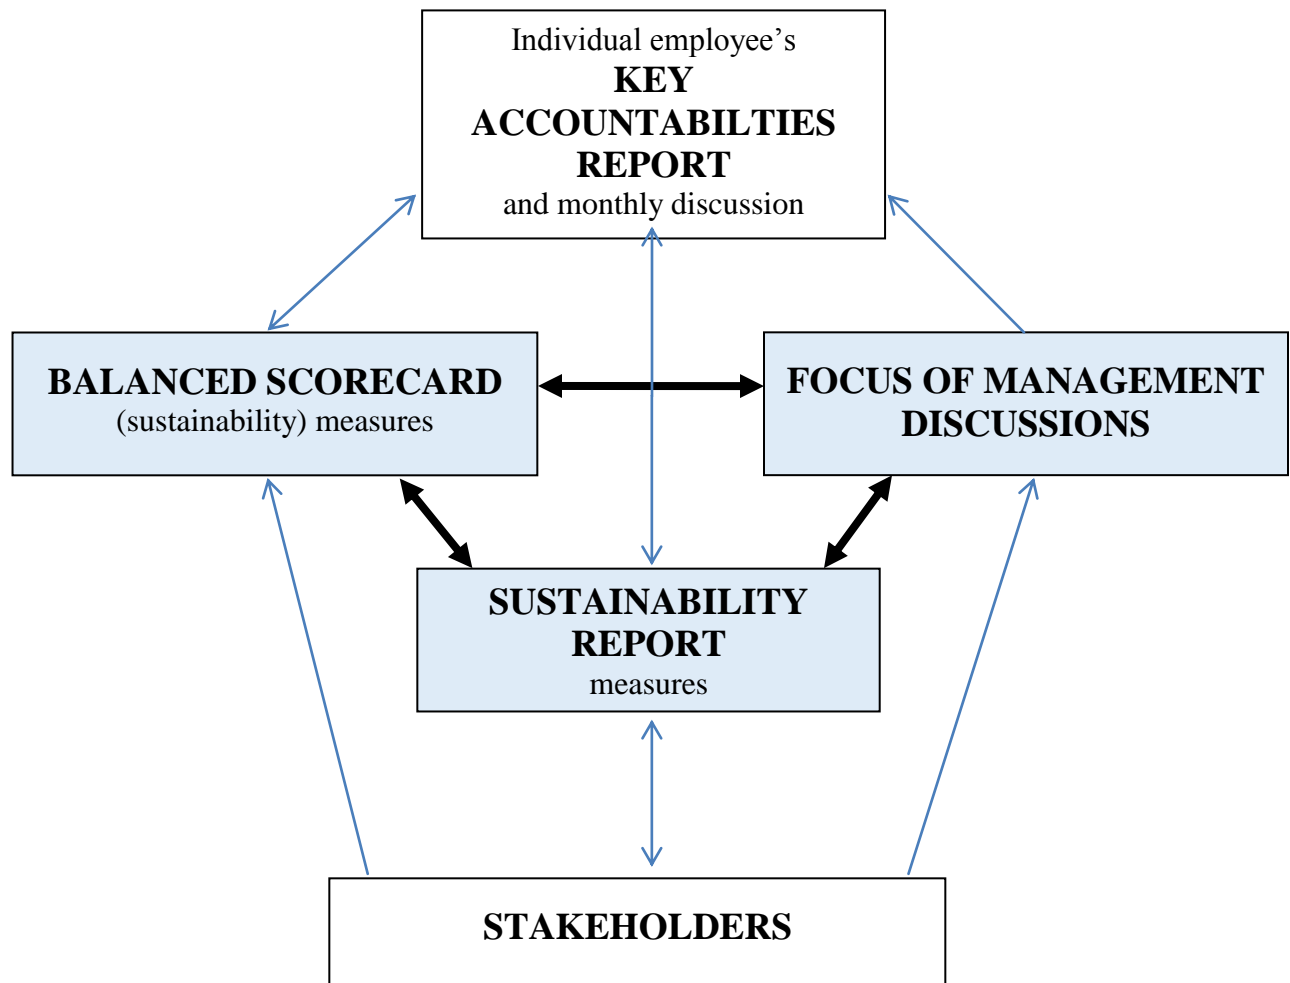 Individual employee’s
KEY
ACCOUNTABILTIES
REPORT
and monthly discussion
BALANCED SCORECARD
(sustainability) measures
FOCUS OF MANAGEMENT
DISCUSSIONS
SUSTAINABILITY
REPORT
measures
STAKEHOLDERS